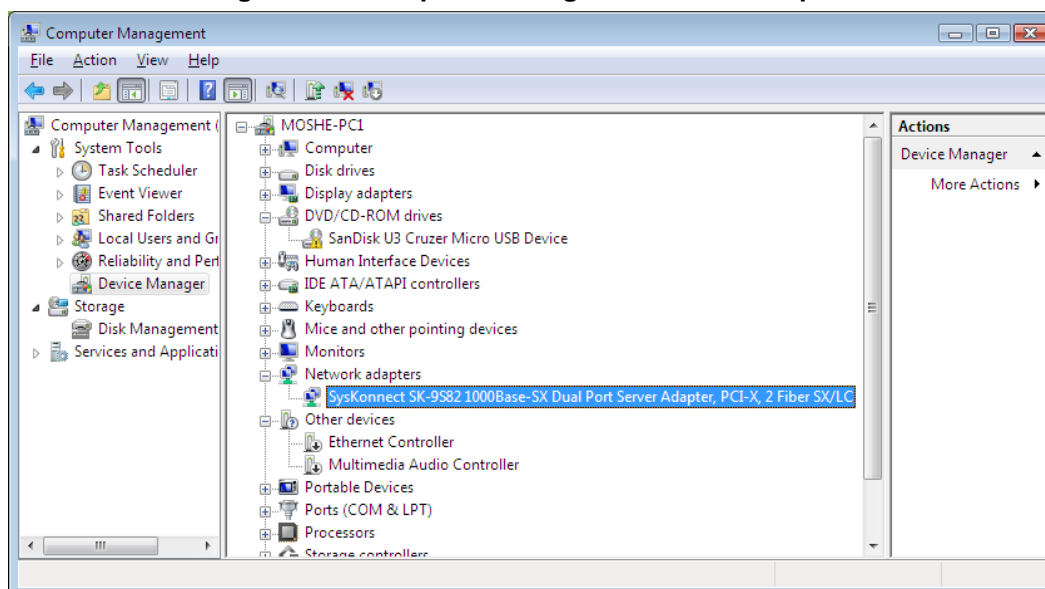 Computer Management
File Action View Help
Computer Management (
System Tools
Task Scheduler
Event Viewer
Shared Folders
Local Users and Gr
Reliability and Perf
Device Manager
Storage
Disk Management
Services and Applicati
MOSHE-PC1
Computer
Disk drives
Display adapters
DVD/CD-ROM drives
SanDisk U3 Cruzer Micro USB Device
Human Interface Devices
IDE ATA/ATAPI controllers
Keyboards
Mice and other pointing devices
Monitors
Network adapters
SysKonnect SK-9S82 1000Base-SX Dual Port Server Adapter, PCI-X, 2 Fiber SX/LC
Other devices
Ethernet Controller
Multimedia Audio Controller
Portable Devices
Ports (COM & LPT)
Processors
Storage controllers
Actions
Device Manager
More Actions